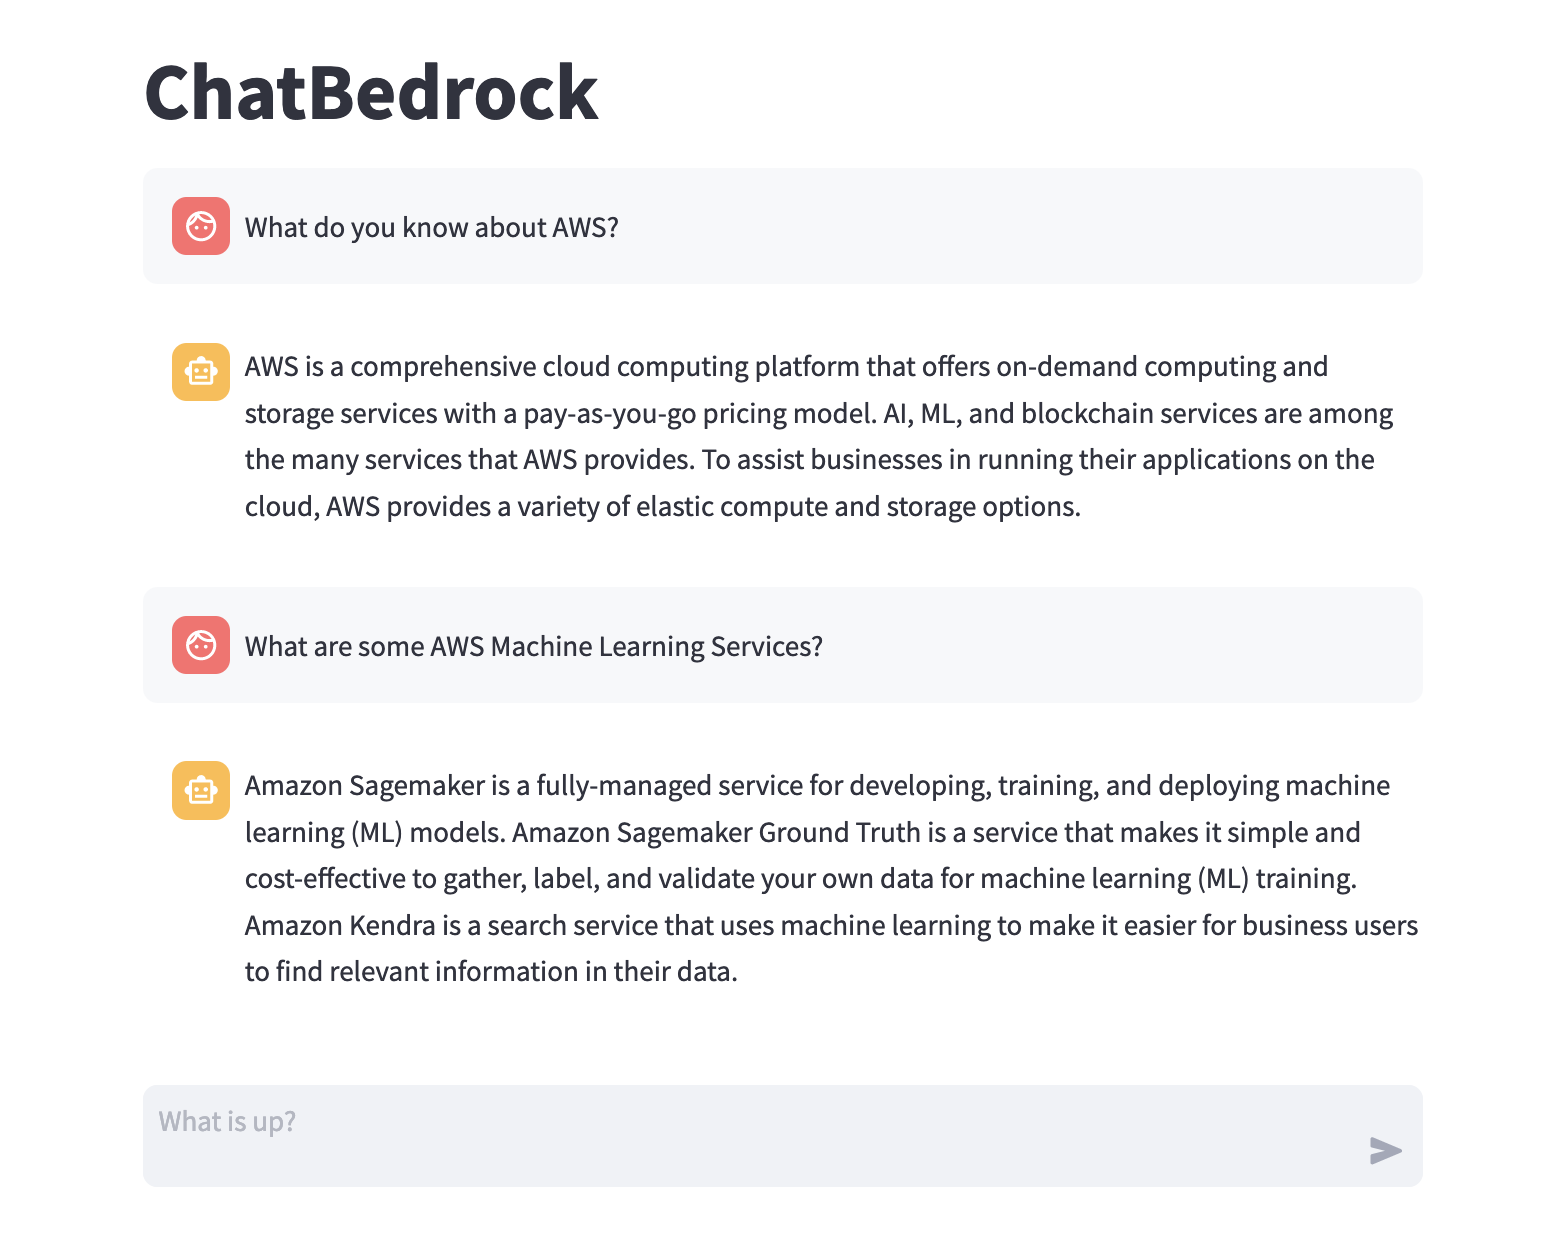 ChatBedrock
What do you know about AWS?
AWS is a comprehensive cloud computing platform that offers on-demand computing and
storage services with a pay-as-you-go pricing model. AI, ML, and blockchain services are among
the many services that AWS provides. To assist businesses in running their applications on the
cloud, AWS provides a variety of elastic compute and storage options.
What are some AWS Machine Learning Services?
Amazon Sagemaker is a fully-managed service for developing, training, and deploying machine
learning (ML) models. Amazon Sagemaker Ground Truth is a service that makes it simple and
cost-effective to gather, label, and validate your own data for machine learning (ML) training.
Amazon Kendra is a search service that uses machine learning to make it easier for business users
to find relevant information in their data.
What is up?